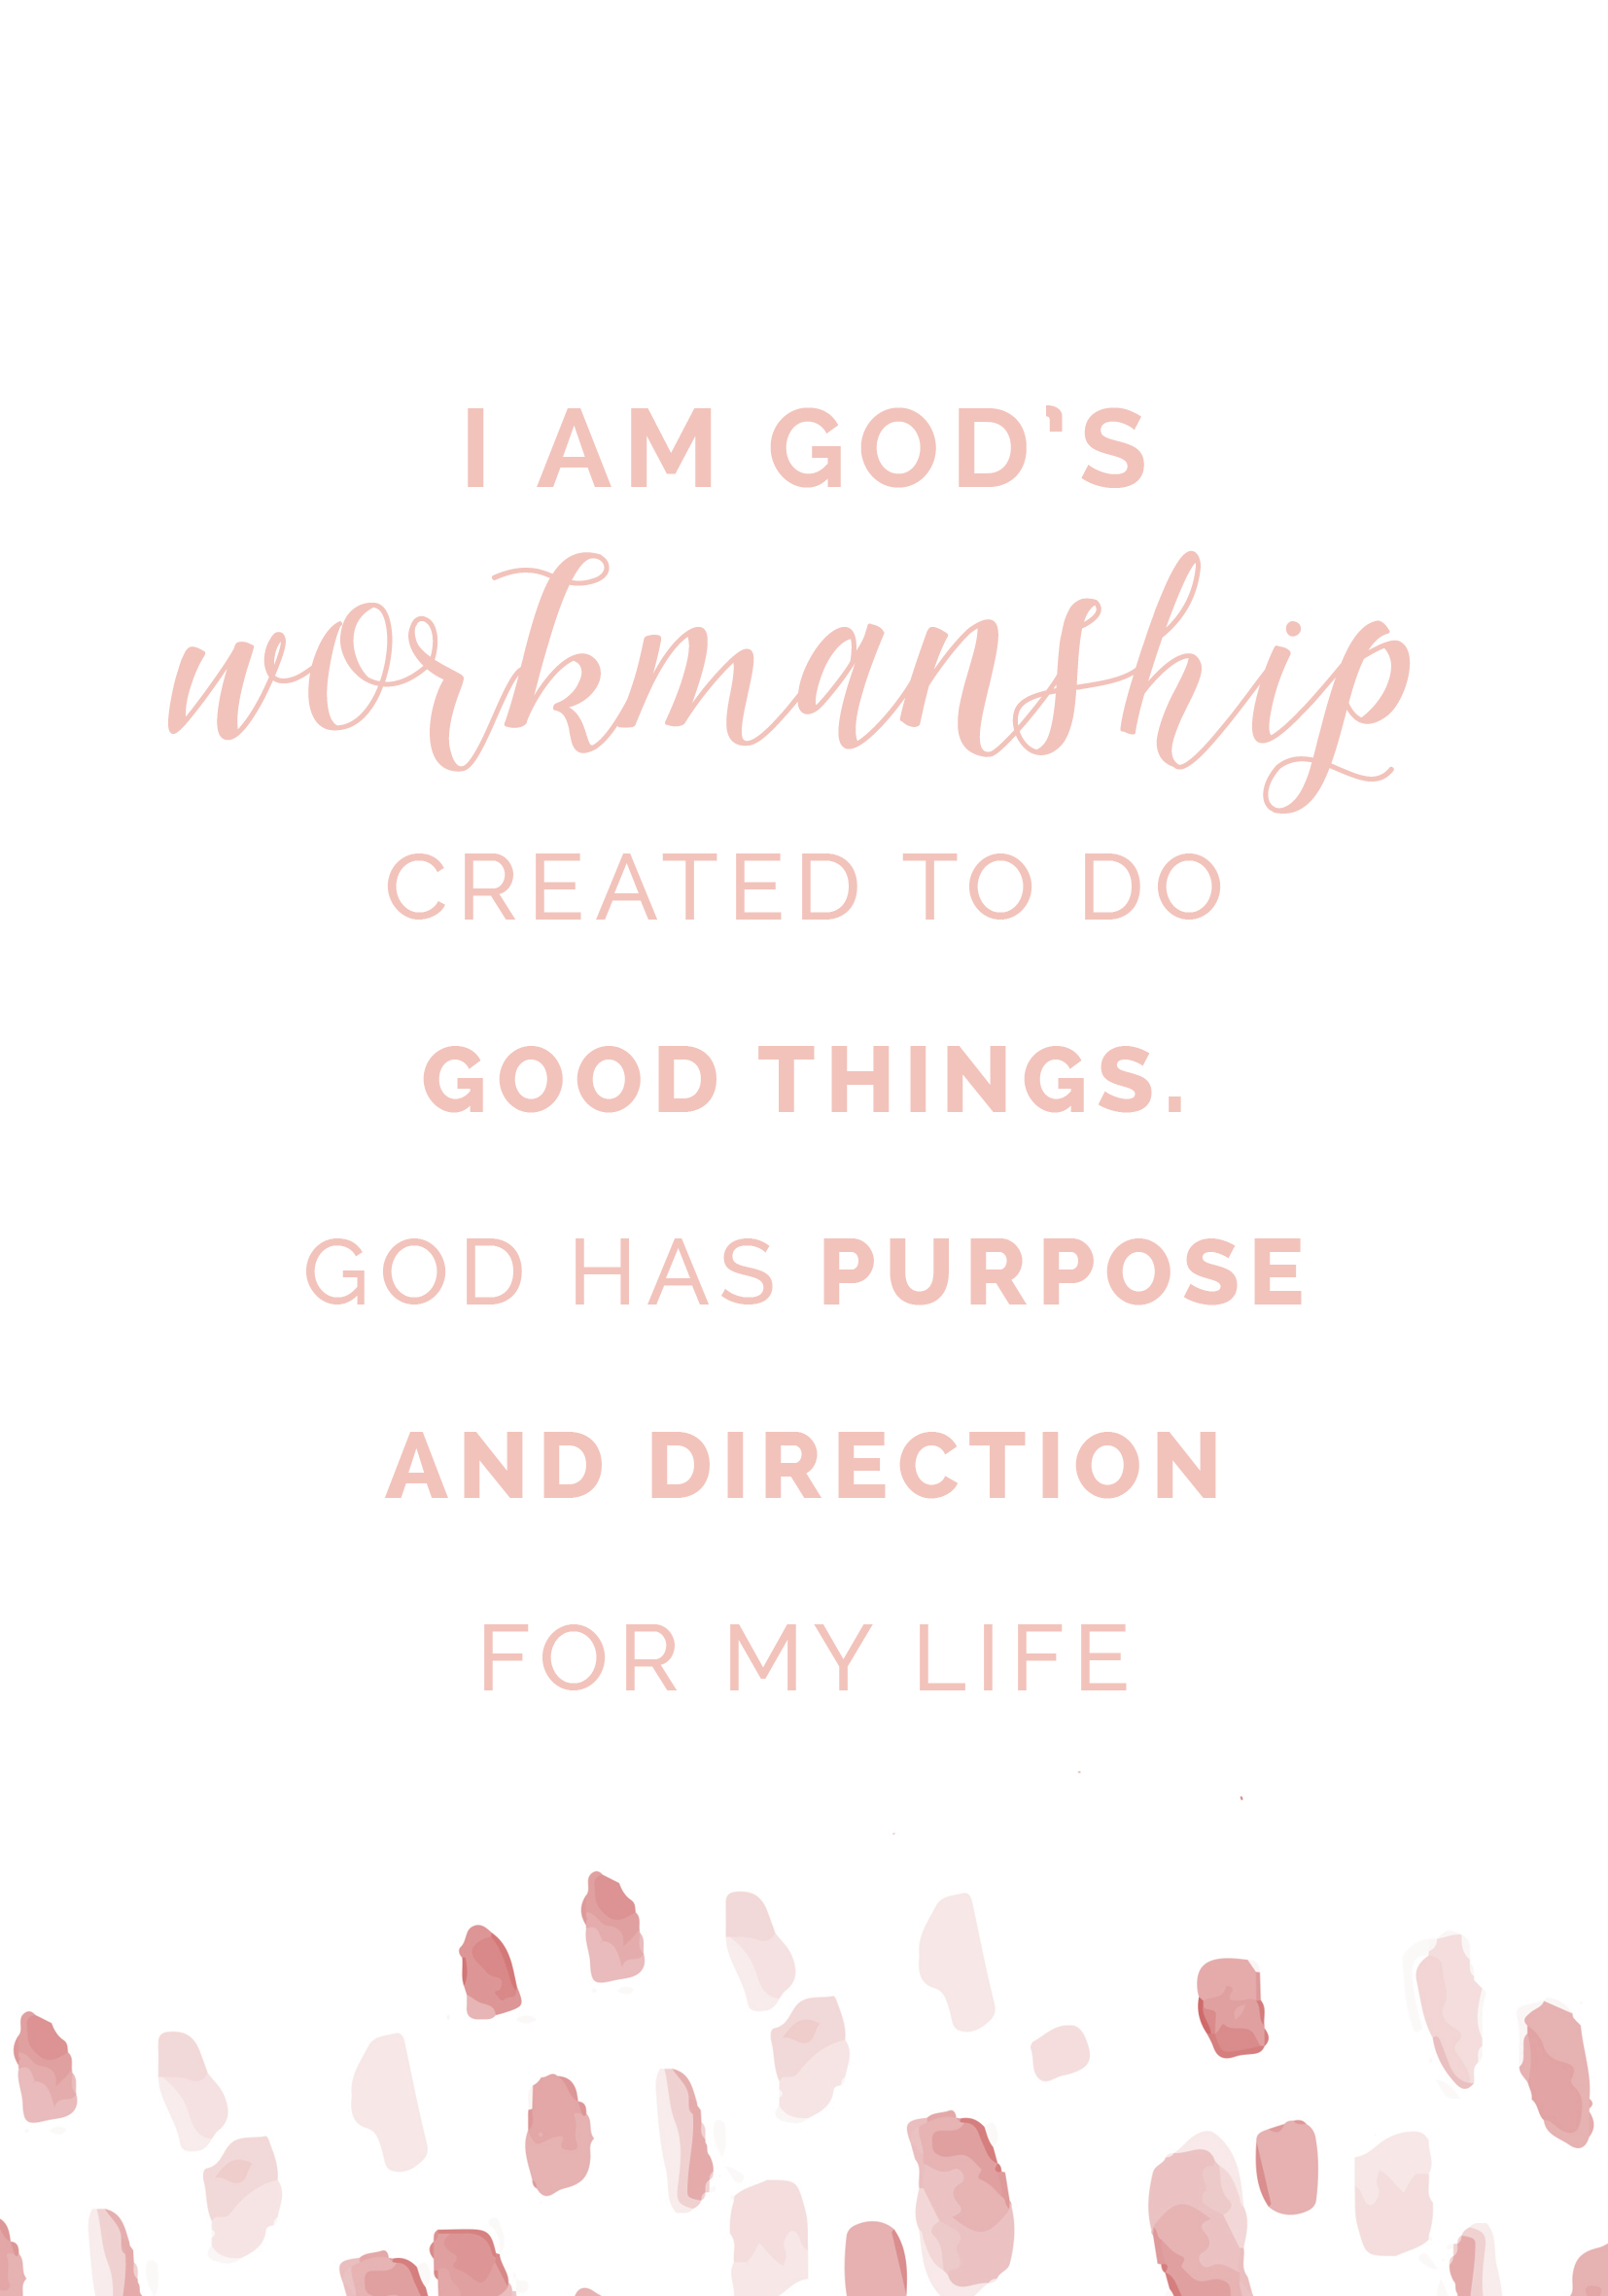 I AM GOD'S
workmanship
CREATED TO DO
GOOD THINGS.
GOD HAS PURPOSE
AND DIRECTION
FOR MY LIFE